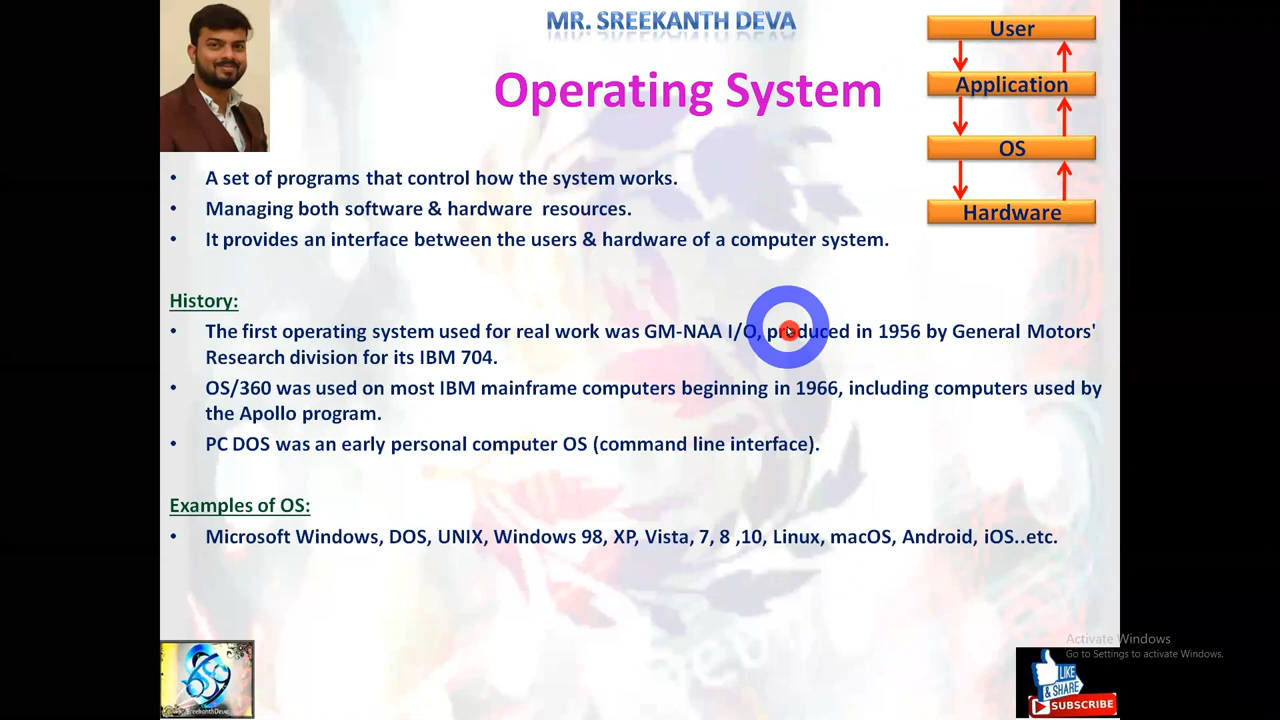 MR. SREEKANTH DEVA
Operating System
User
Application
OS
Hardware
• A set of programs that control how the system works.
• Managing both software & hardware resources.
• It provides an interface between the users & hardware of a computer system.
History:
• The first operating system used for real work was GM-NAA I/O, produced in 1956 by General Motors'
Research division for its IBM 704.
• OS/360 was used on most IBM mainframe computers beginning in 1966, including computers used by
the Apollo program.
• PC DOS was an early personal computer OS (command line interface).
Examples of OS:
• Microsoft Windows, DOS, UNIX, Windows 98, XP, Vista, 7, 8 ,10, Linux, macOS, Android, iOS..etc.
Activate Windows
Go to Settings to activate Windows.
LIKE
& SHARE
SUBSCRIBE
SreekanthDeva